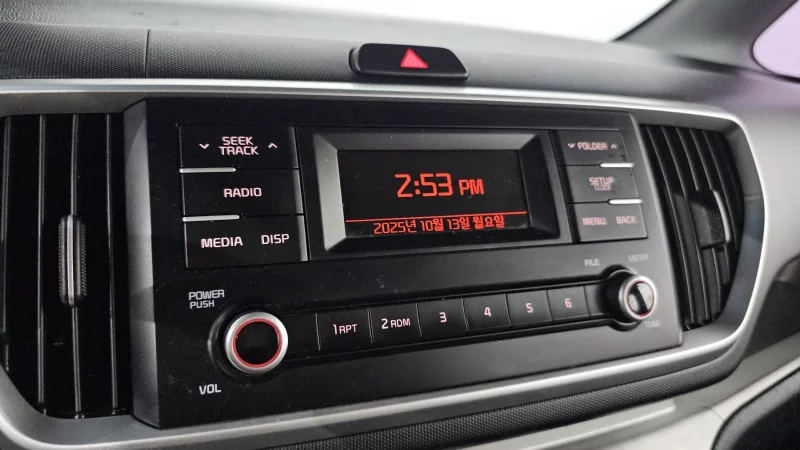 SEEK
TRACK
RADIO
MEDIA DISP
2:53 PM
2025년 10월 13일 월요일
FOLDER
SETUP
MENU BACK
POWER
PUSH
VOL
1 RPT 2 RDM 3 4 5 6
FILE
ENTER
TUNE